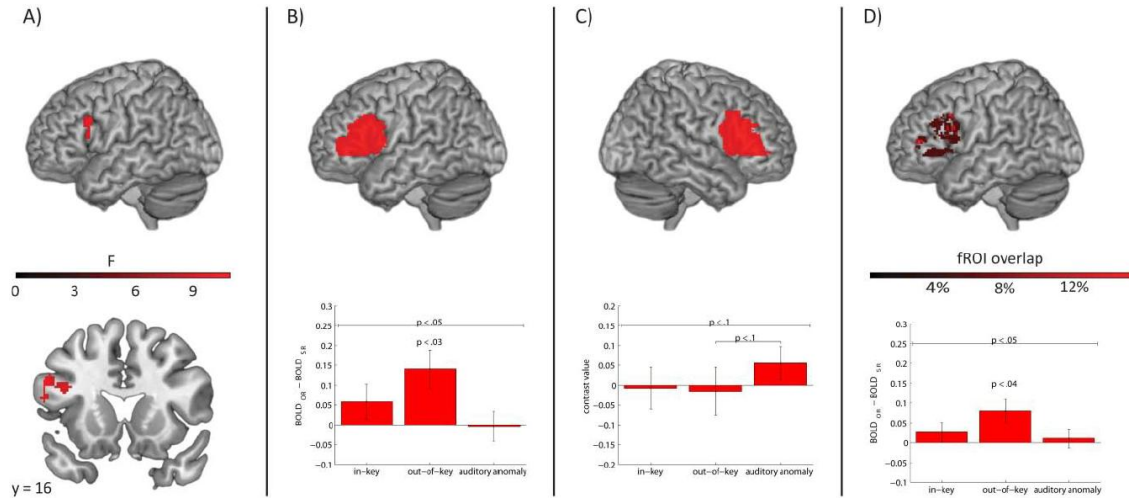 A)
B)
C)
D)
F
0 3 6 9
y = 16
BOLD OR - BOLD SR
0.3
0.25
0.2
0.15
0.1
0.05
0
-0.05
-0.1
p < .05
p < .03
in-key out-of-key auditory anomaly
contrast value
0.2
0.15
0.1
0.05
0
-0.05
-0.1
-0.15
-0.2
p < .1
p < .1
in-key out-of-key auditory anomaly
fROI overlap
4% 8% 12%
BOLD OR - BOLD SR
0.3
0.25
0.2
0.15
0.1
0.05
0
-0.05
-0.1
p < .05
p < .04
in-key out-of-key auditory anomaly